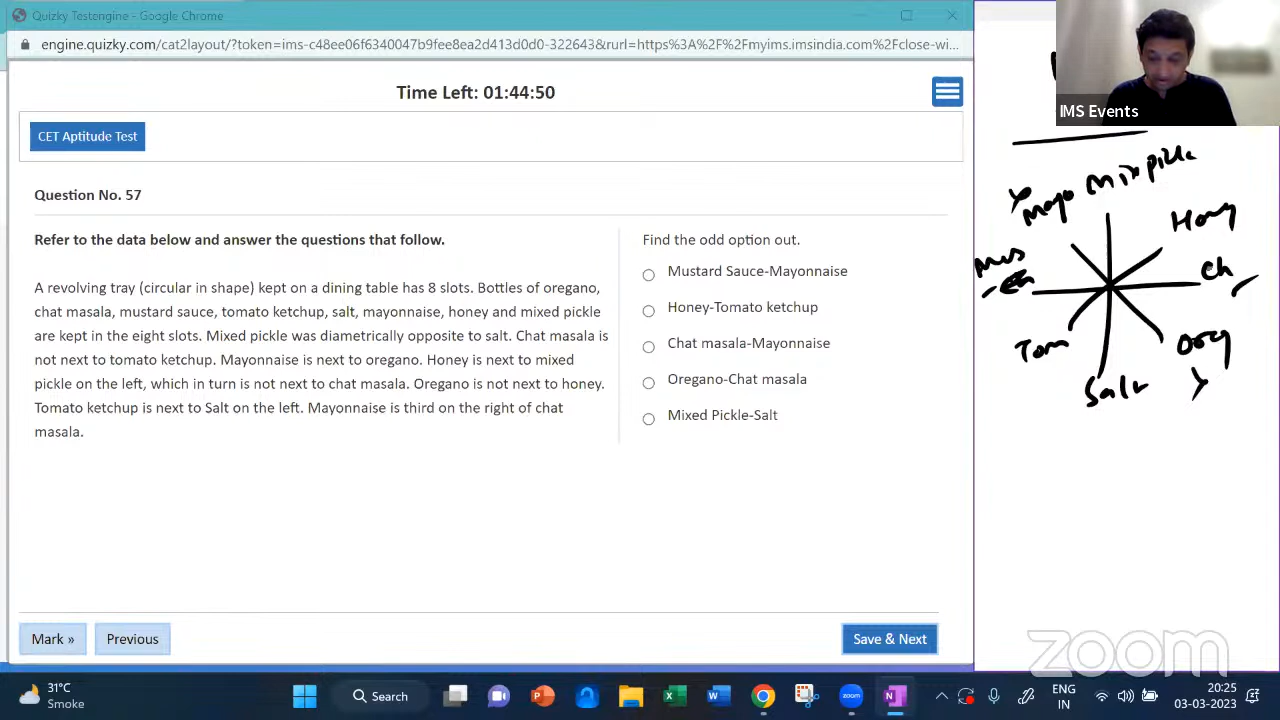 Quizky Testengine - Google Chrome
engine.quizky.com/cat2layout/?token=ims-c48ee06f6340047b9fee8ea2d413d0d0-322643&rurl=https%3A%2F%2Fmyims.imsindia.com%2Fclose-wi...
Time Left: 01:44:50
CET Aptitude Test
Question No. 57
Refer to the data below and answer the questions that follow.
A revolving tray (circular in shape) kept on a dining table has 8 slots. Bottles of oregano,
chat masala, mustard sauce, tomato ketchup, salt, mayonnaise, honey and mixed pickle
are kept in the eight slots. Mixed pickle was diametrically opposite to salt. Chat masala is
not next to tomato ketchup. Mayonnaise is next to oregano. Honey is next to mixed
pickle on the left, which in turn is not next to chat masala. Oregano is not next to honey.
Tomato ketchup is next to Salt on the left. Mayonnaise is third on the right of chat
masala.
Find the odd option out.
Mustard Sauce-Mayonnaise
Honey-Tomato ketchup
Chat masala-Mayonnaise
Oregano-Chat masala
Mixed Pickle-Salt
Mark »
Previous
Save & Next
IMS Events
Mix pickle
Mayo
Hony
Mus
Ch
Tom
Org
Salt
zoom
31°C
Smoke
Search
zoom
ENG
IN
20:25
03-03-2023